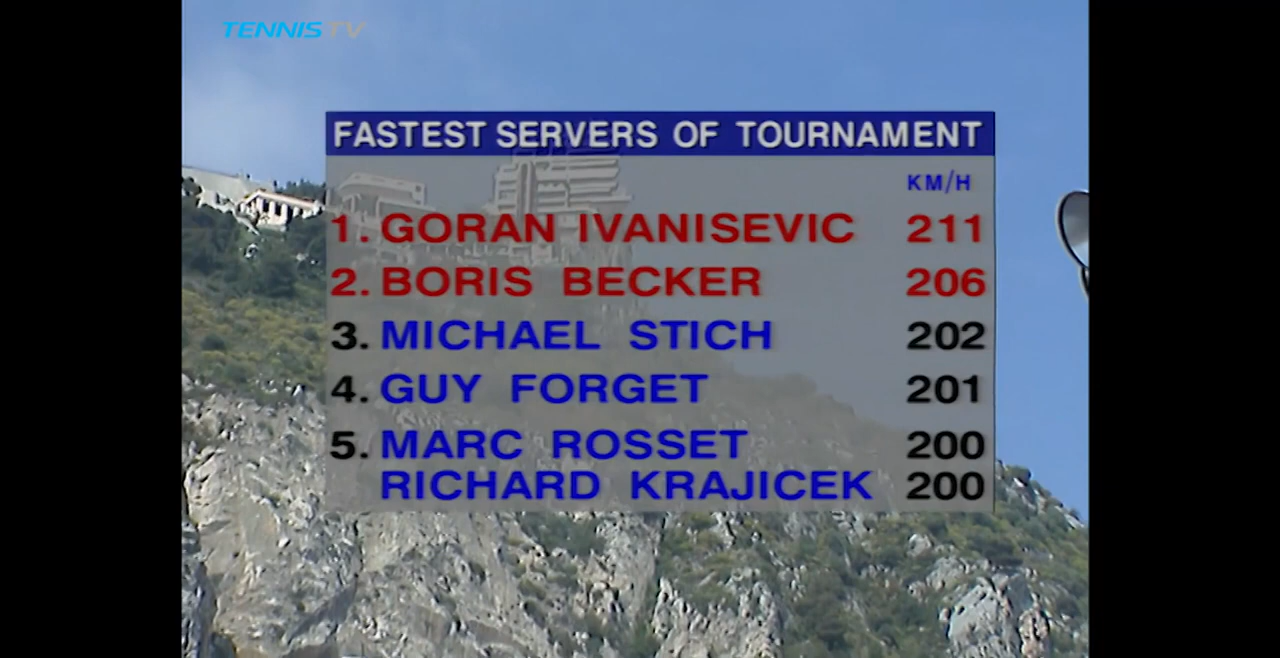 TENNIS TV
FASTEST SERVERS OF TOURNAMENT
KM/H
1. GORAN IVANISEVIC 211
2. BORIS BECKER 206
3. MICHAEL STICH 202
4. GUY FORGET 201
5. MARC ROSSET 200
RICHARD KRAJICEK 200